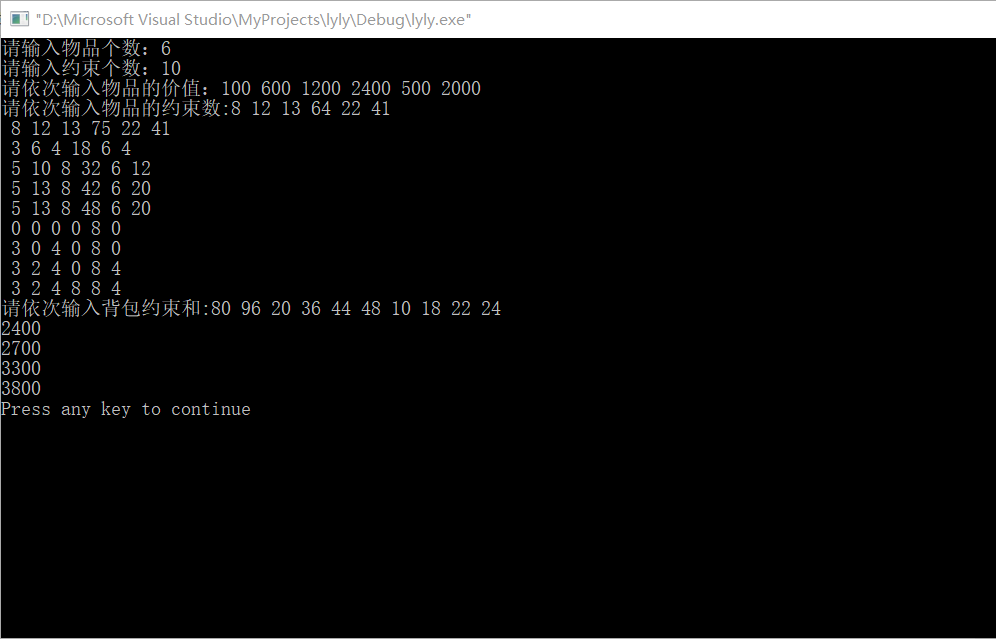 "D:\Microsoft Visual Studio\MyProjects\lyly\Debug\lyly.exe"
请输入物品个数：6
请输入约束个数：10
请依次输入物品的价值：100 600 1200 2400 500 2000
请依次输入物品的约束数:8 12 13 64 22 41
8 12 13 75 22 41
3 6 4 18 6 4
5 10 8 32 6 12
5 13 8 42 6 20
5 13 8 48 6 20
0 0 0 0 8 0
3 0 4 0 8 0
3 2 4 0 8 4
3 2 4 8 8 4
请依次输入背包约束和:80 96 20 36 44 48 10 18 22 24
2400
2700
3300
3800
Press any key to continue